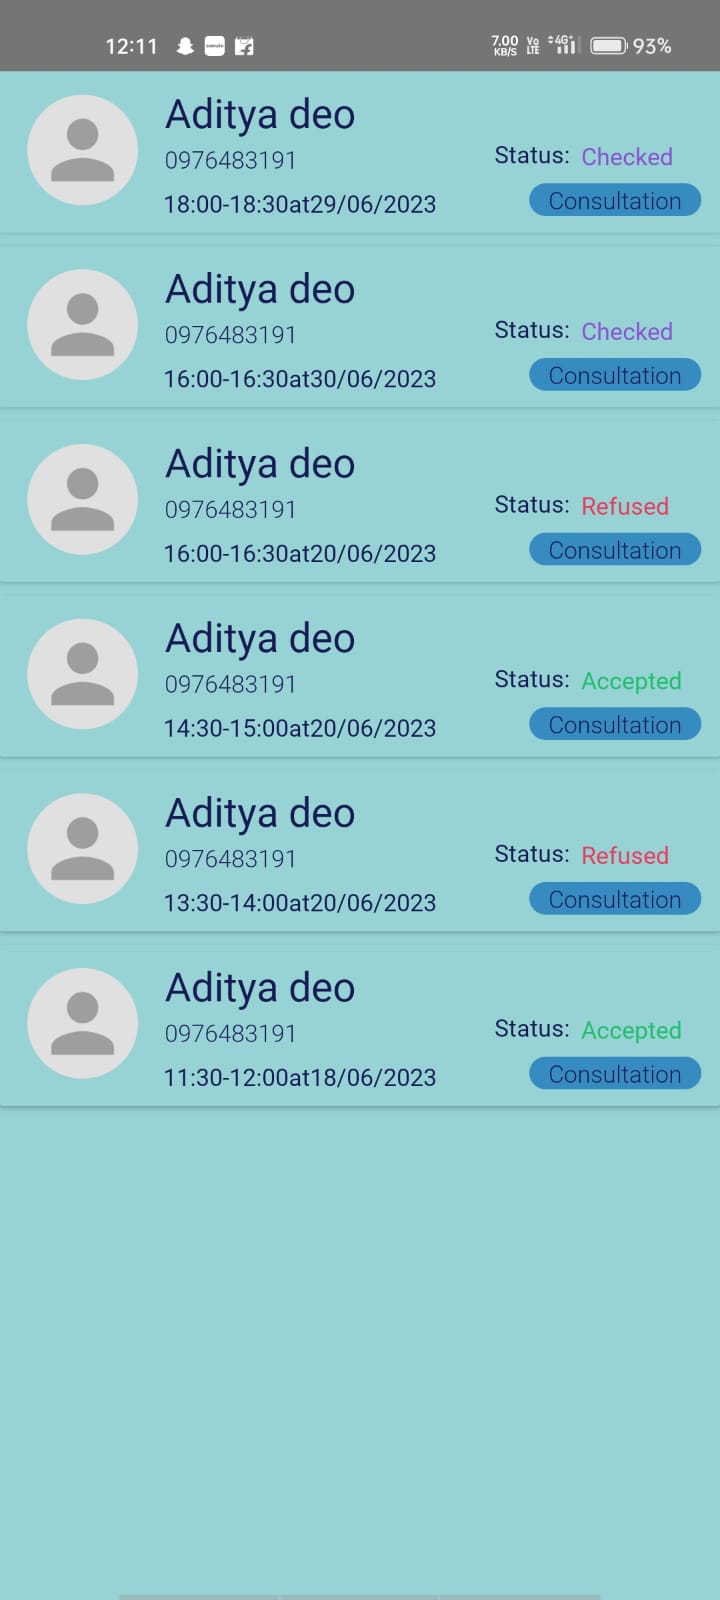 12:11 7.00 KB/S Vo LTE 4G+ 93%
Aditya deo
0976483191
Status: Checked
18:00-18:30at29/06/2023
Consultation
Aditya deo
0976483191
Status: Checked
16:00-16:30at30/06/2023
Consultation
Aditya deo
0976483191
Status: Refused
16:00-16:30at20/06/2023
Consultation
Aditya deo
0976483191
Status: Accepted
14:30-15:00at20/06/2023
Consultation
Aditya deo
0976483191
Status: Refused
13:30-14:00at20/06/2023
Consultation
Aditya deo
0976483191
Status: Accepted
11:30-12:00at18/06/2023
Consultation